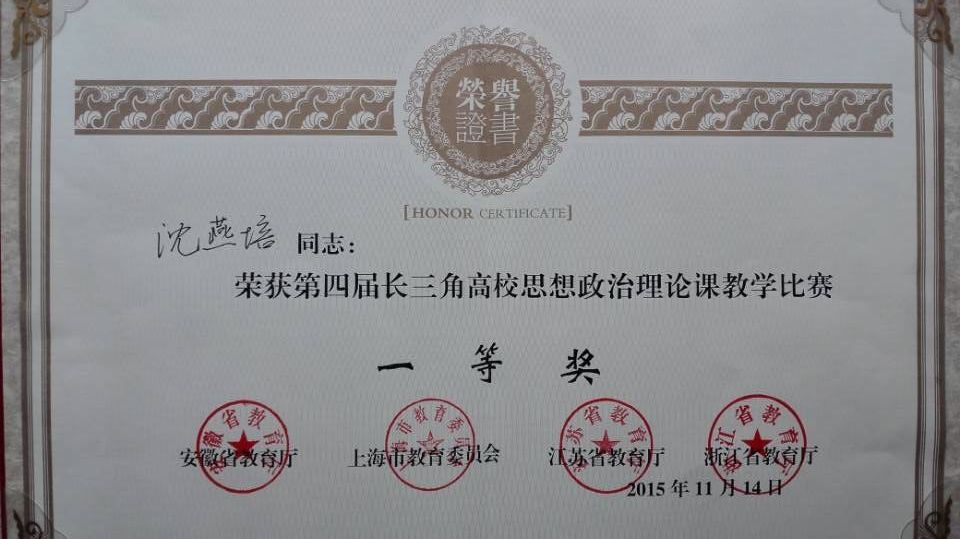 榮譽
證書
[HONOR CERTIFICATE]
沈燕培 同志：
荣获第四届长三角高校思想政治理论课教学比赛
一等奖
安徽省教育厅 上海市教育委员会 江苏省教育厅 浙江省教育厅
2015年11月14日